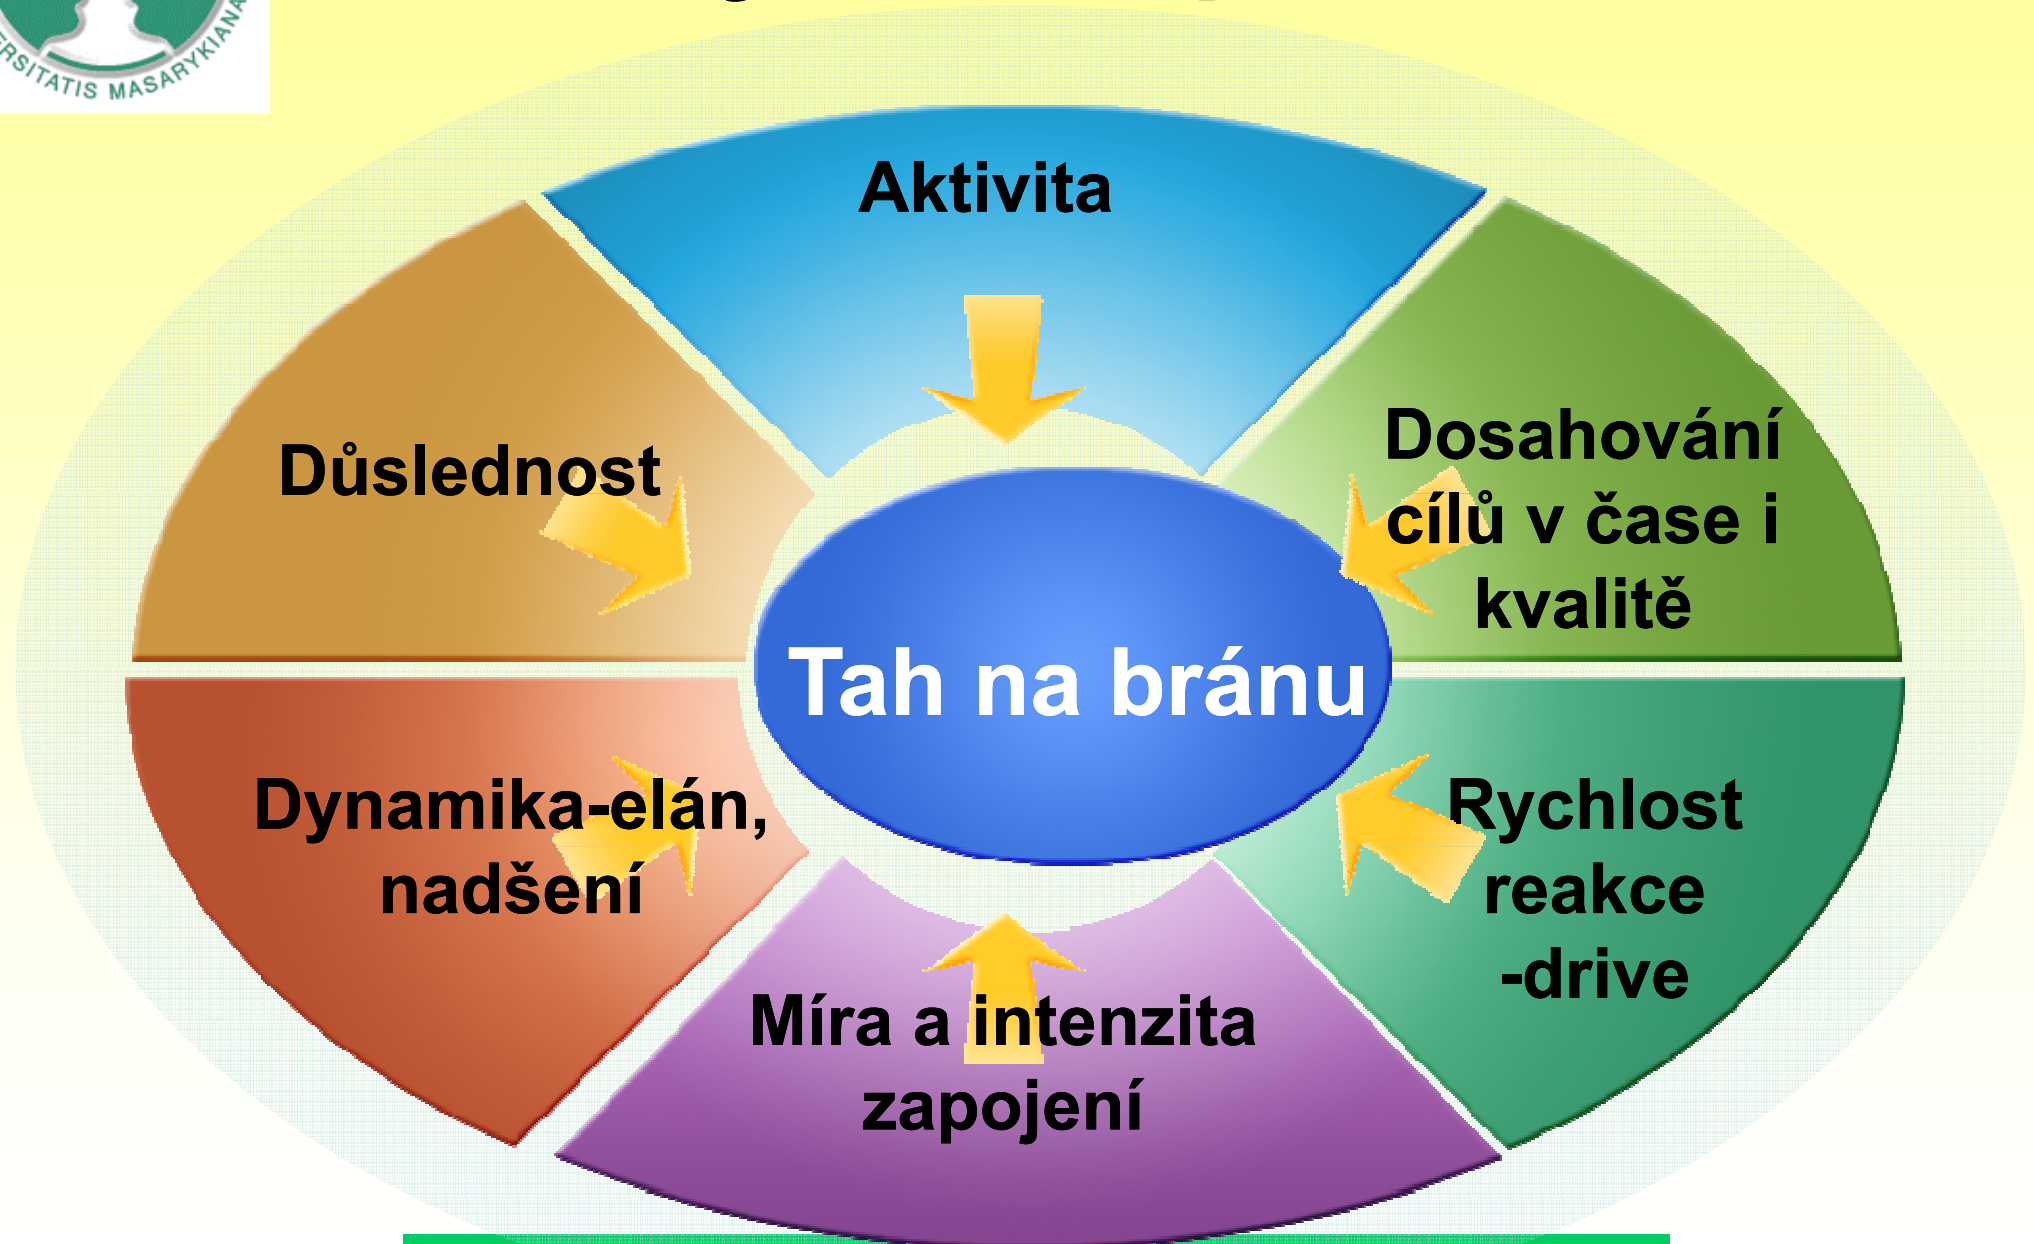 MASARYKIANA
Aktivita
Důslednost
Dosahování
cílů v čase i
kvalitě
Tah na bránu
Dynamika-elán,
nadšení
Rychlost
reakce
-drive
Míra a intenzita
zapojení